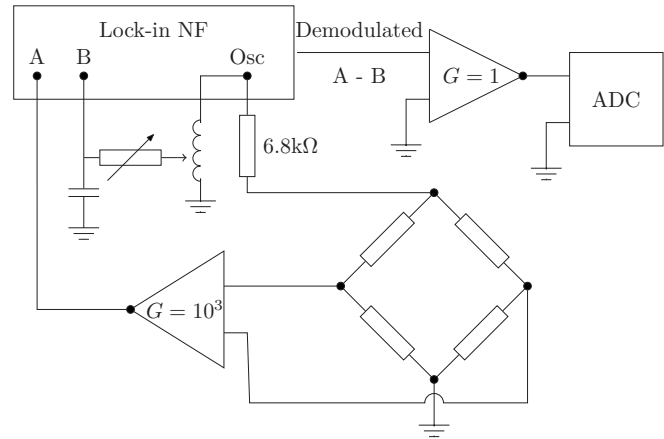 Lock-in NF
A B Osc
Demodulated
A - B
G = 1
ADC
6.8kΩ
G = 10³